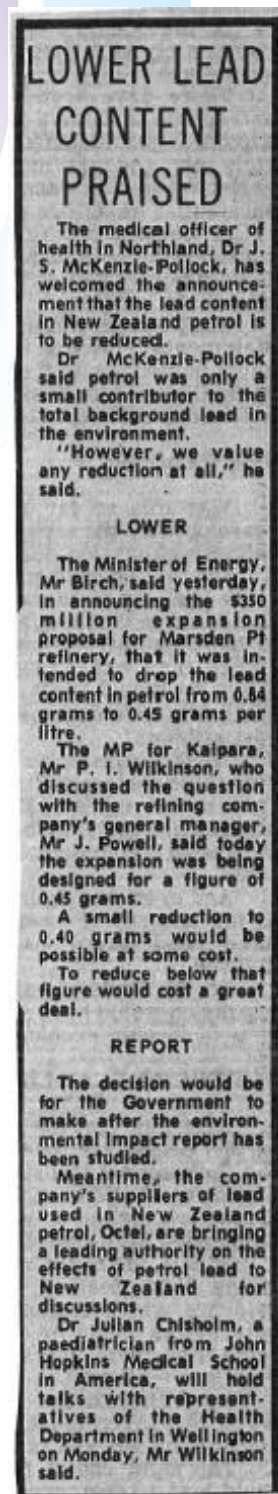 LOWER LEAD
CONTENT
PRAISED
The medical officer of
health in Northland, Dr J.
S. McKenzie-Pollock, has
welcomed the announce-
ment that the lead content
in New Zealand petrol is
to be reduced.
Dr McKenzie-Pollock
said petrol was only a
small contributor to the
total background lead in
the environment.
"However, we value
any reduction at all," he
said.
LOWER
The Minister of Energy,
Mr Birch, said yesterday,
in announcing the $350
million expansion
proposal for Marsden Pt
refinery, that it was in-
tended to drop the lead
content in petrol from 0.84
grams to 0.45 grams per
litre.
The MP for Kaipara,
Mr P. I. Wilkinson, who
discussed the question
with the refining com-
pany's general manager,
Mr J. Powell, said today
the expansion was being
designed for a figure of
0.45 grams.
A small reduction to
0.40 grams would be
possible at some cost.
To reduce below that
figure would cost a great
deal.
REPORT
The decision would be
for the Government to
make after the environ-
mental impact report has
been studied.
Meantime, the com-
pany's suppliers of lead
used in New Zealand
petrol, Octel, are bringing
a leading authority on the
effects of petrol lead to
New Zealand for
discussions.
Dr Julian Chisholm, a
paediatrician from John
Hopkins Medical School
in America, will hold
talks with represent-
atives of the Health
Department in Wellington
on Monday, Mr Wilkinson
said.